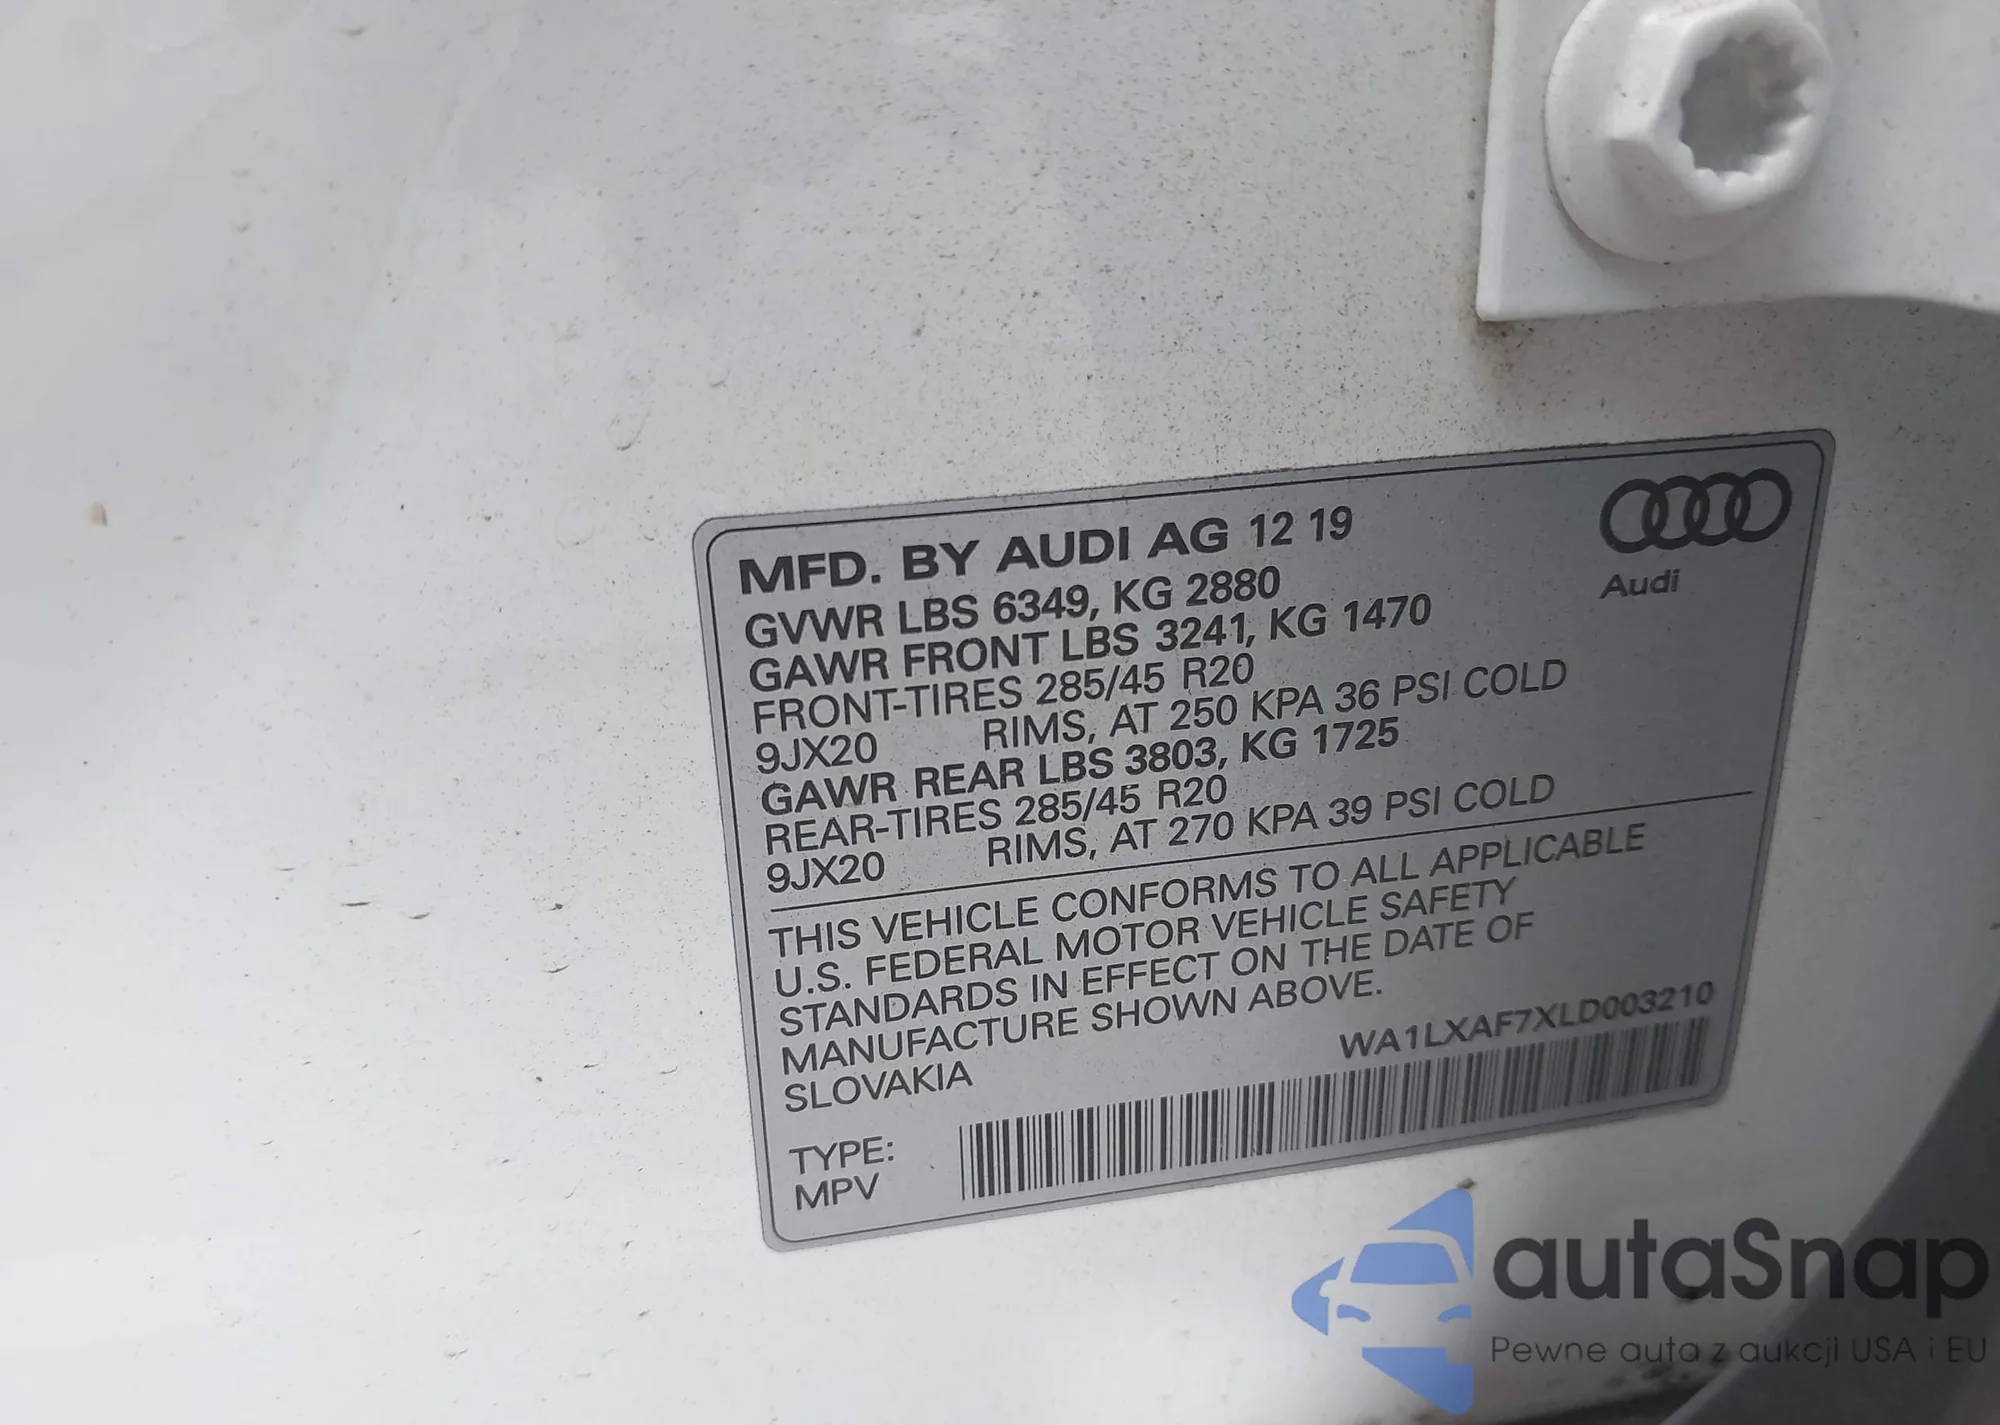 MFD. BY AUDI AG 12 19
Audi
GVWR LBS 6349, KG 2880
GAWR FRONT LBS 3241, KG 1470
FRONT-TIRES 285/45 R20
9JX20 RIMS, AT 250 KPA 36 PSI COLD
GAWR REAR LBS 3803, KG 1725
REAR-TIRES 285/45 R20
9JX20 RIMS, AT 270 KPA 39 PSI COLD
THIS VEHICLE CONFORMS TO ALL APPLICABLE
U.S. FEDERAL MOTOR VEHICLE SAFETY
STANDARDS IN EFFECT ON THE DATE OF
MANUFACTURE SHOWN ABOVE.
SLOVAKIA
WA1LXAF7XLD003210
TYPE:
MPV
autaSnap
Pewne auta z aukcji USA i EU